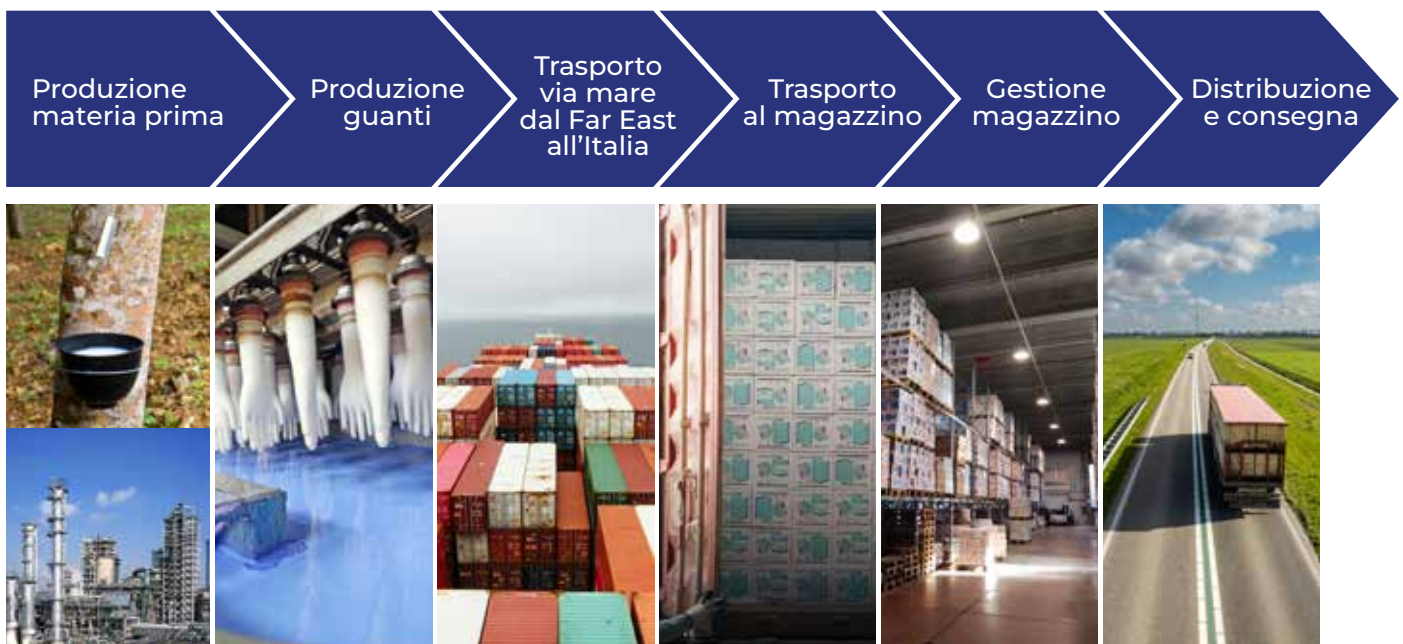 Produzione
materia prima
Produzione
guanti
Trasporto
via mare
dal Far East
all’Italia
Trasporto
al magazzino
Gestione
magazzino
Distribuzione
e consegna